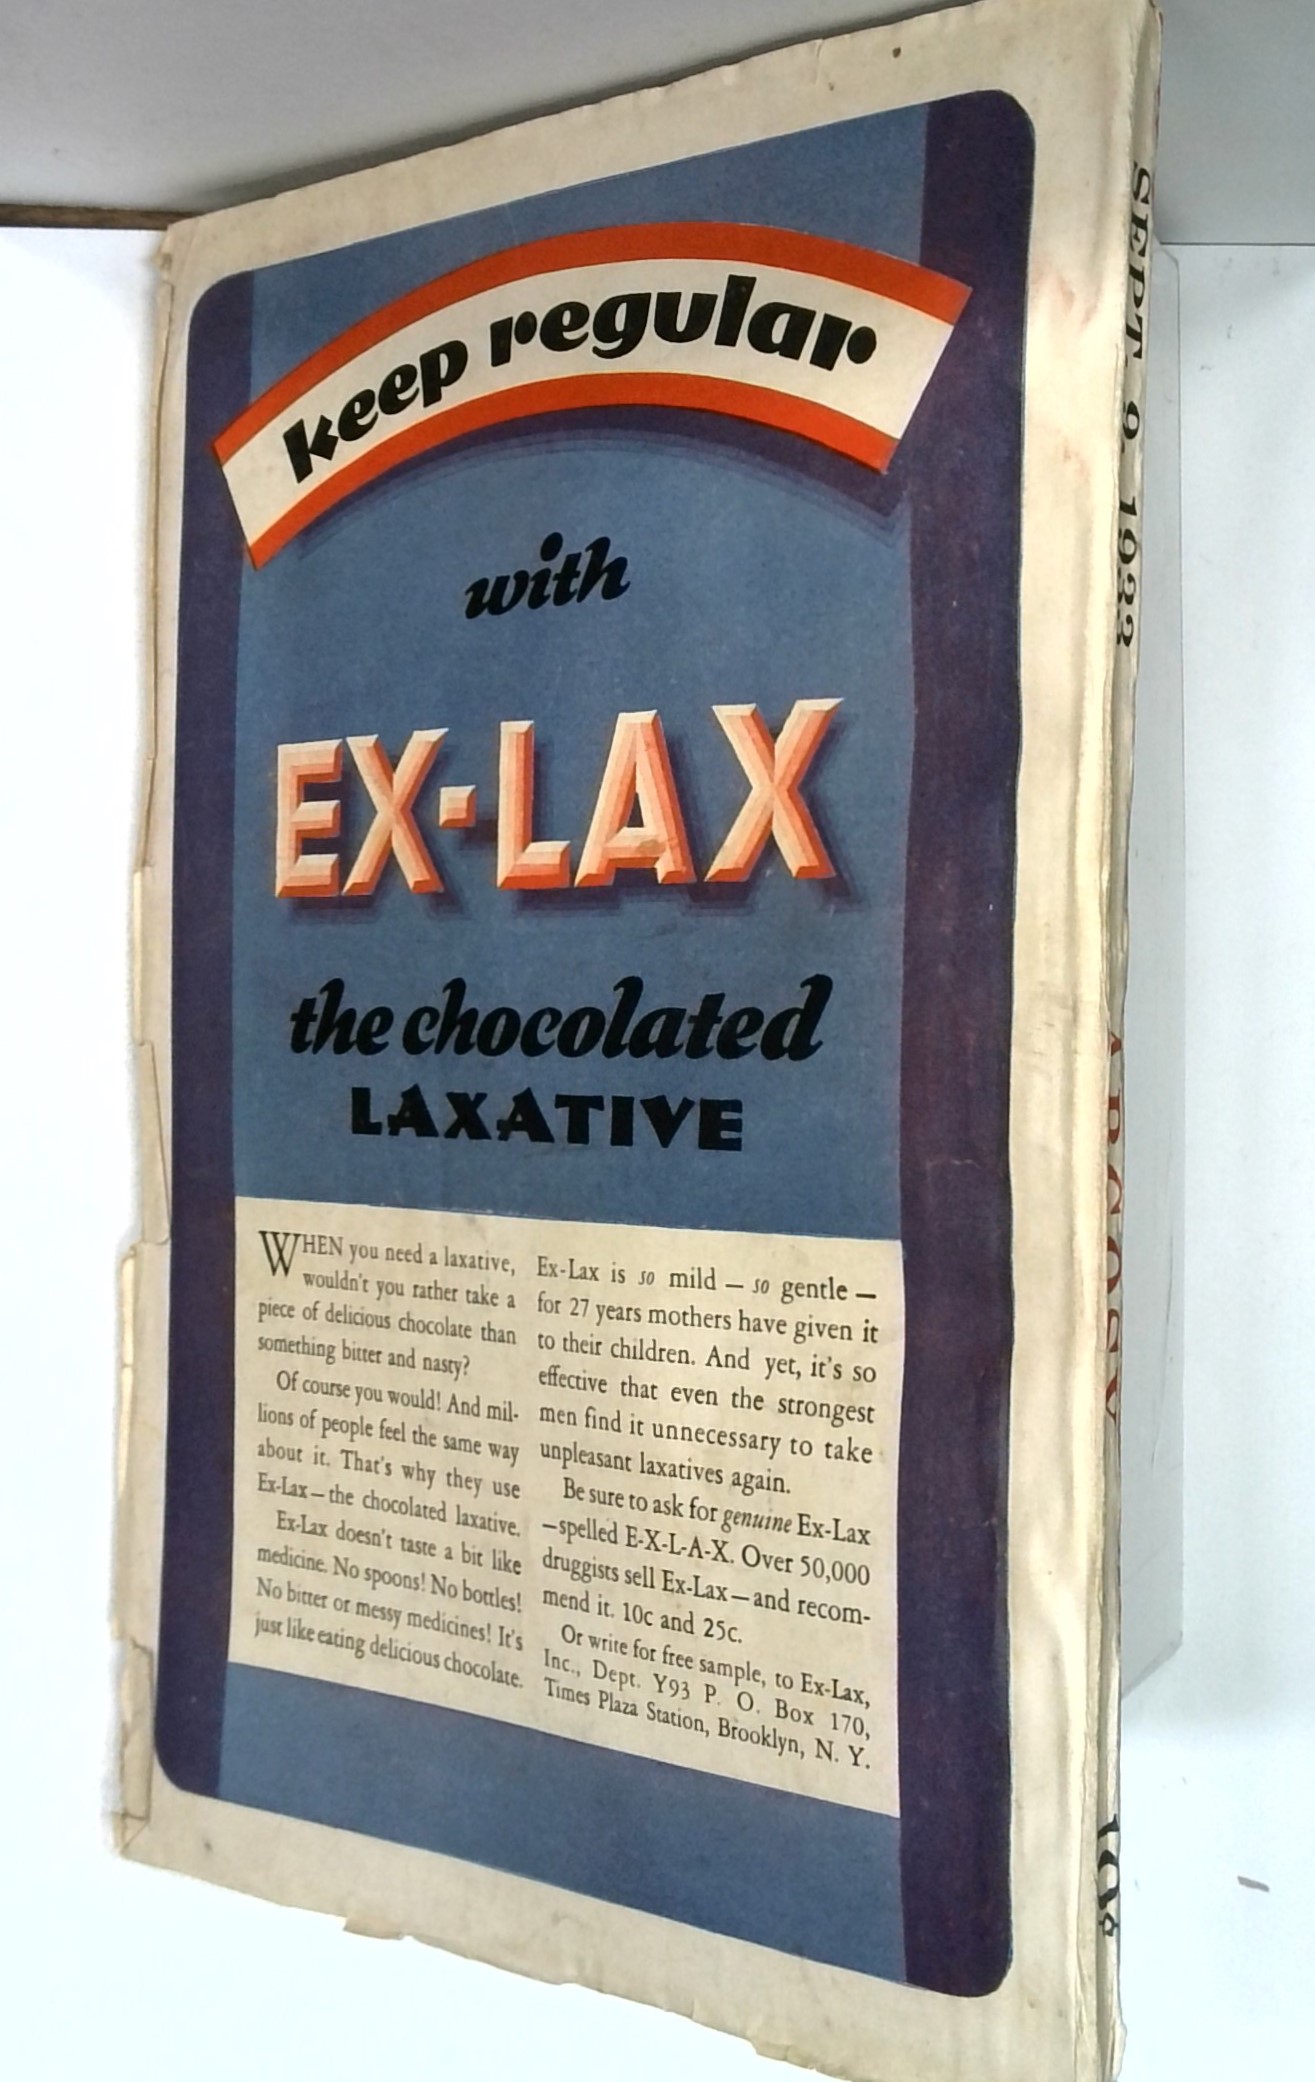 keep regular
with
EX-LAX
the chocolated
LAXATIVE
WHEN you need a laxative,
wouldn't you rather take a
piece of delicious chocolate than
something bitter and nasty?
Of course you would! And mil-
lions of people feel the same way
about it. That's why they use
Ex-Lax—the chocolated laxative.
Ex-Lax doesn't taste a bit like
medicine. No spoons! No bottles!
No bitter or messy medicines! It's
just like eating delicious chocolate.
Ex-Lax is so mild — so gentle —
for 27 years mothers have given it
to their children. And yet, it's so
effective that even the strongest
men find it unnecessary to take
unpleasant laxatives again.
Be sure to ask for genuine Ex-Lax
—spelled E-X-L-A-X. Over 50,000
druggists sell Ex-Lax—and recom-
mend it. 10c and 25c.
Or write for free sample, to Ex-Lax,
Inc., Dept. Y93 P. O. Box 170,
Times Plaza Station, Brooklyn, N. Y.
SEPT. 9, 1933
ARGOSY
10¢